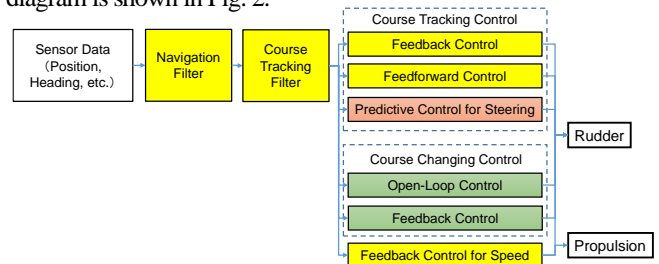 diagram is shown in Fig. 2.
Course Tracking Control
Sensor Data
(Position,
Heading, etc.)
Navigation
Filter
Course
Tracking
Filter
Feedback Control
Feedforward Control
Predictive Control for Steering
Rudder
Course Changing Control
Open-Loop Control
Feedback Control
Feedback Control for Speed
Propulsion